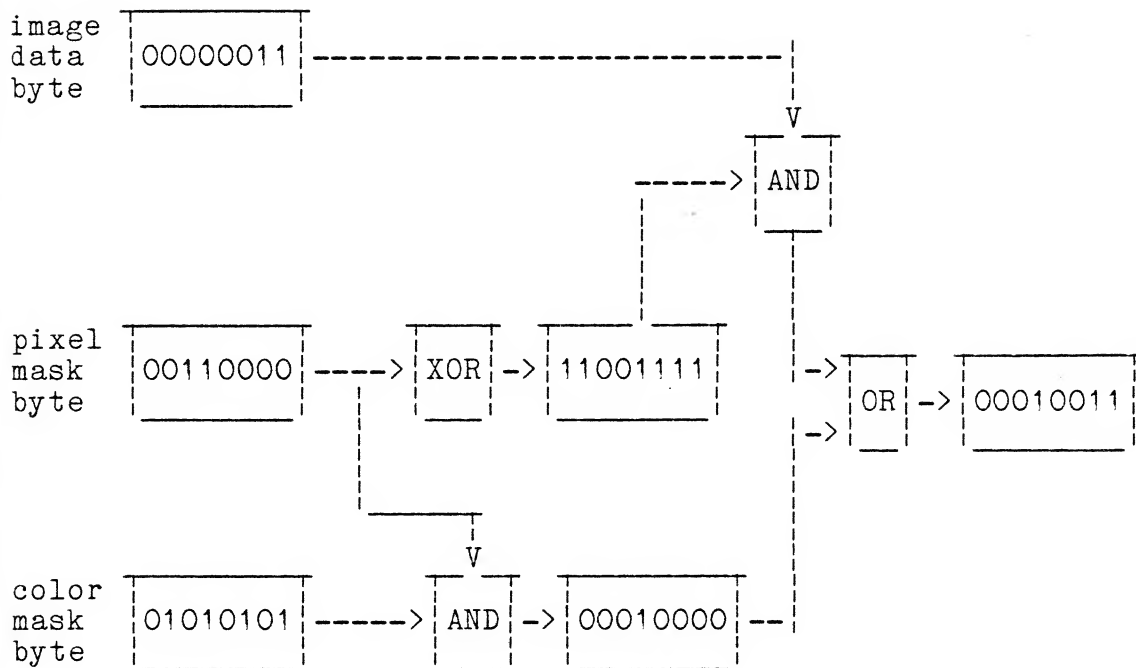 image
data
byte
00000011
V
AND
pixel
mask
byte
00110000
XOR
11001111
OR
00010011
V
color
mask
byte
01010101
AND
00010000